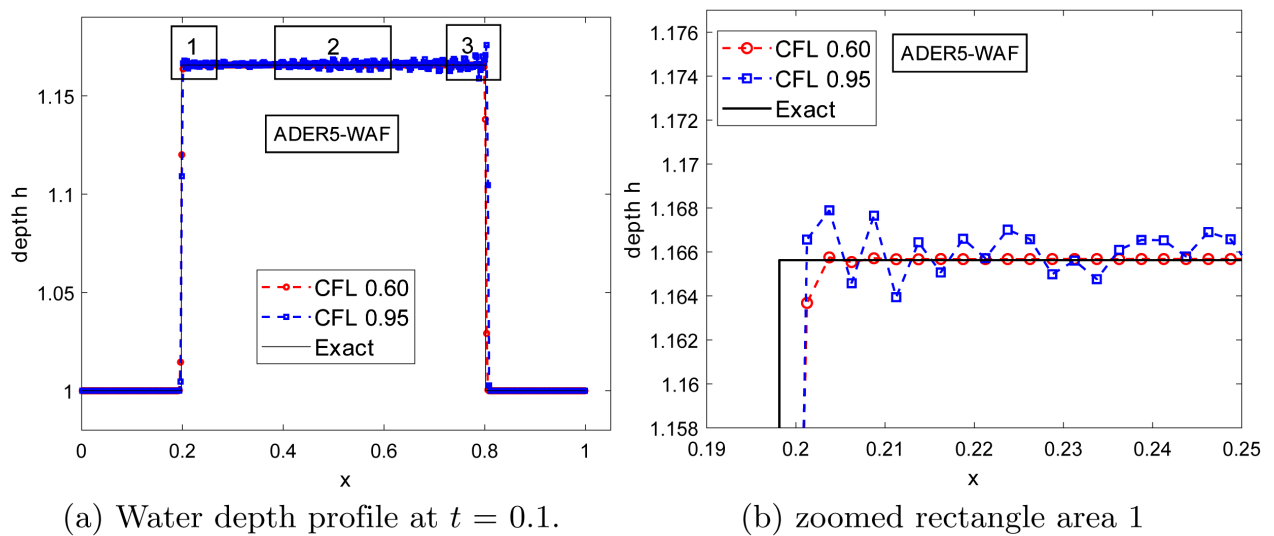 1
2
3
ADER5-WAF
CFL 0.60
CFL 0.95
Exact
1.15
1.1
1.05
1
depth h
0
0.2
0.4
0.6
0.8
1
x
(a) Water depth profile at t = 0.1.
CFL 0.60
CFL 0.95
Exact
ADER5-WAF
1.176
1.174
1.172
1.17
1.168
1.166
1.164
1.162
1.16
1.158
depth h
0.19
0.2
0.21
0.22
0.23
0.24
0.25
x
(b) zoomed rectangle area 1